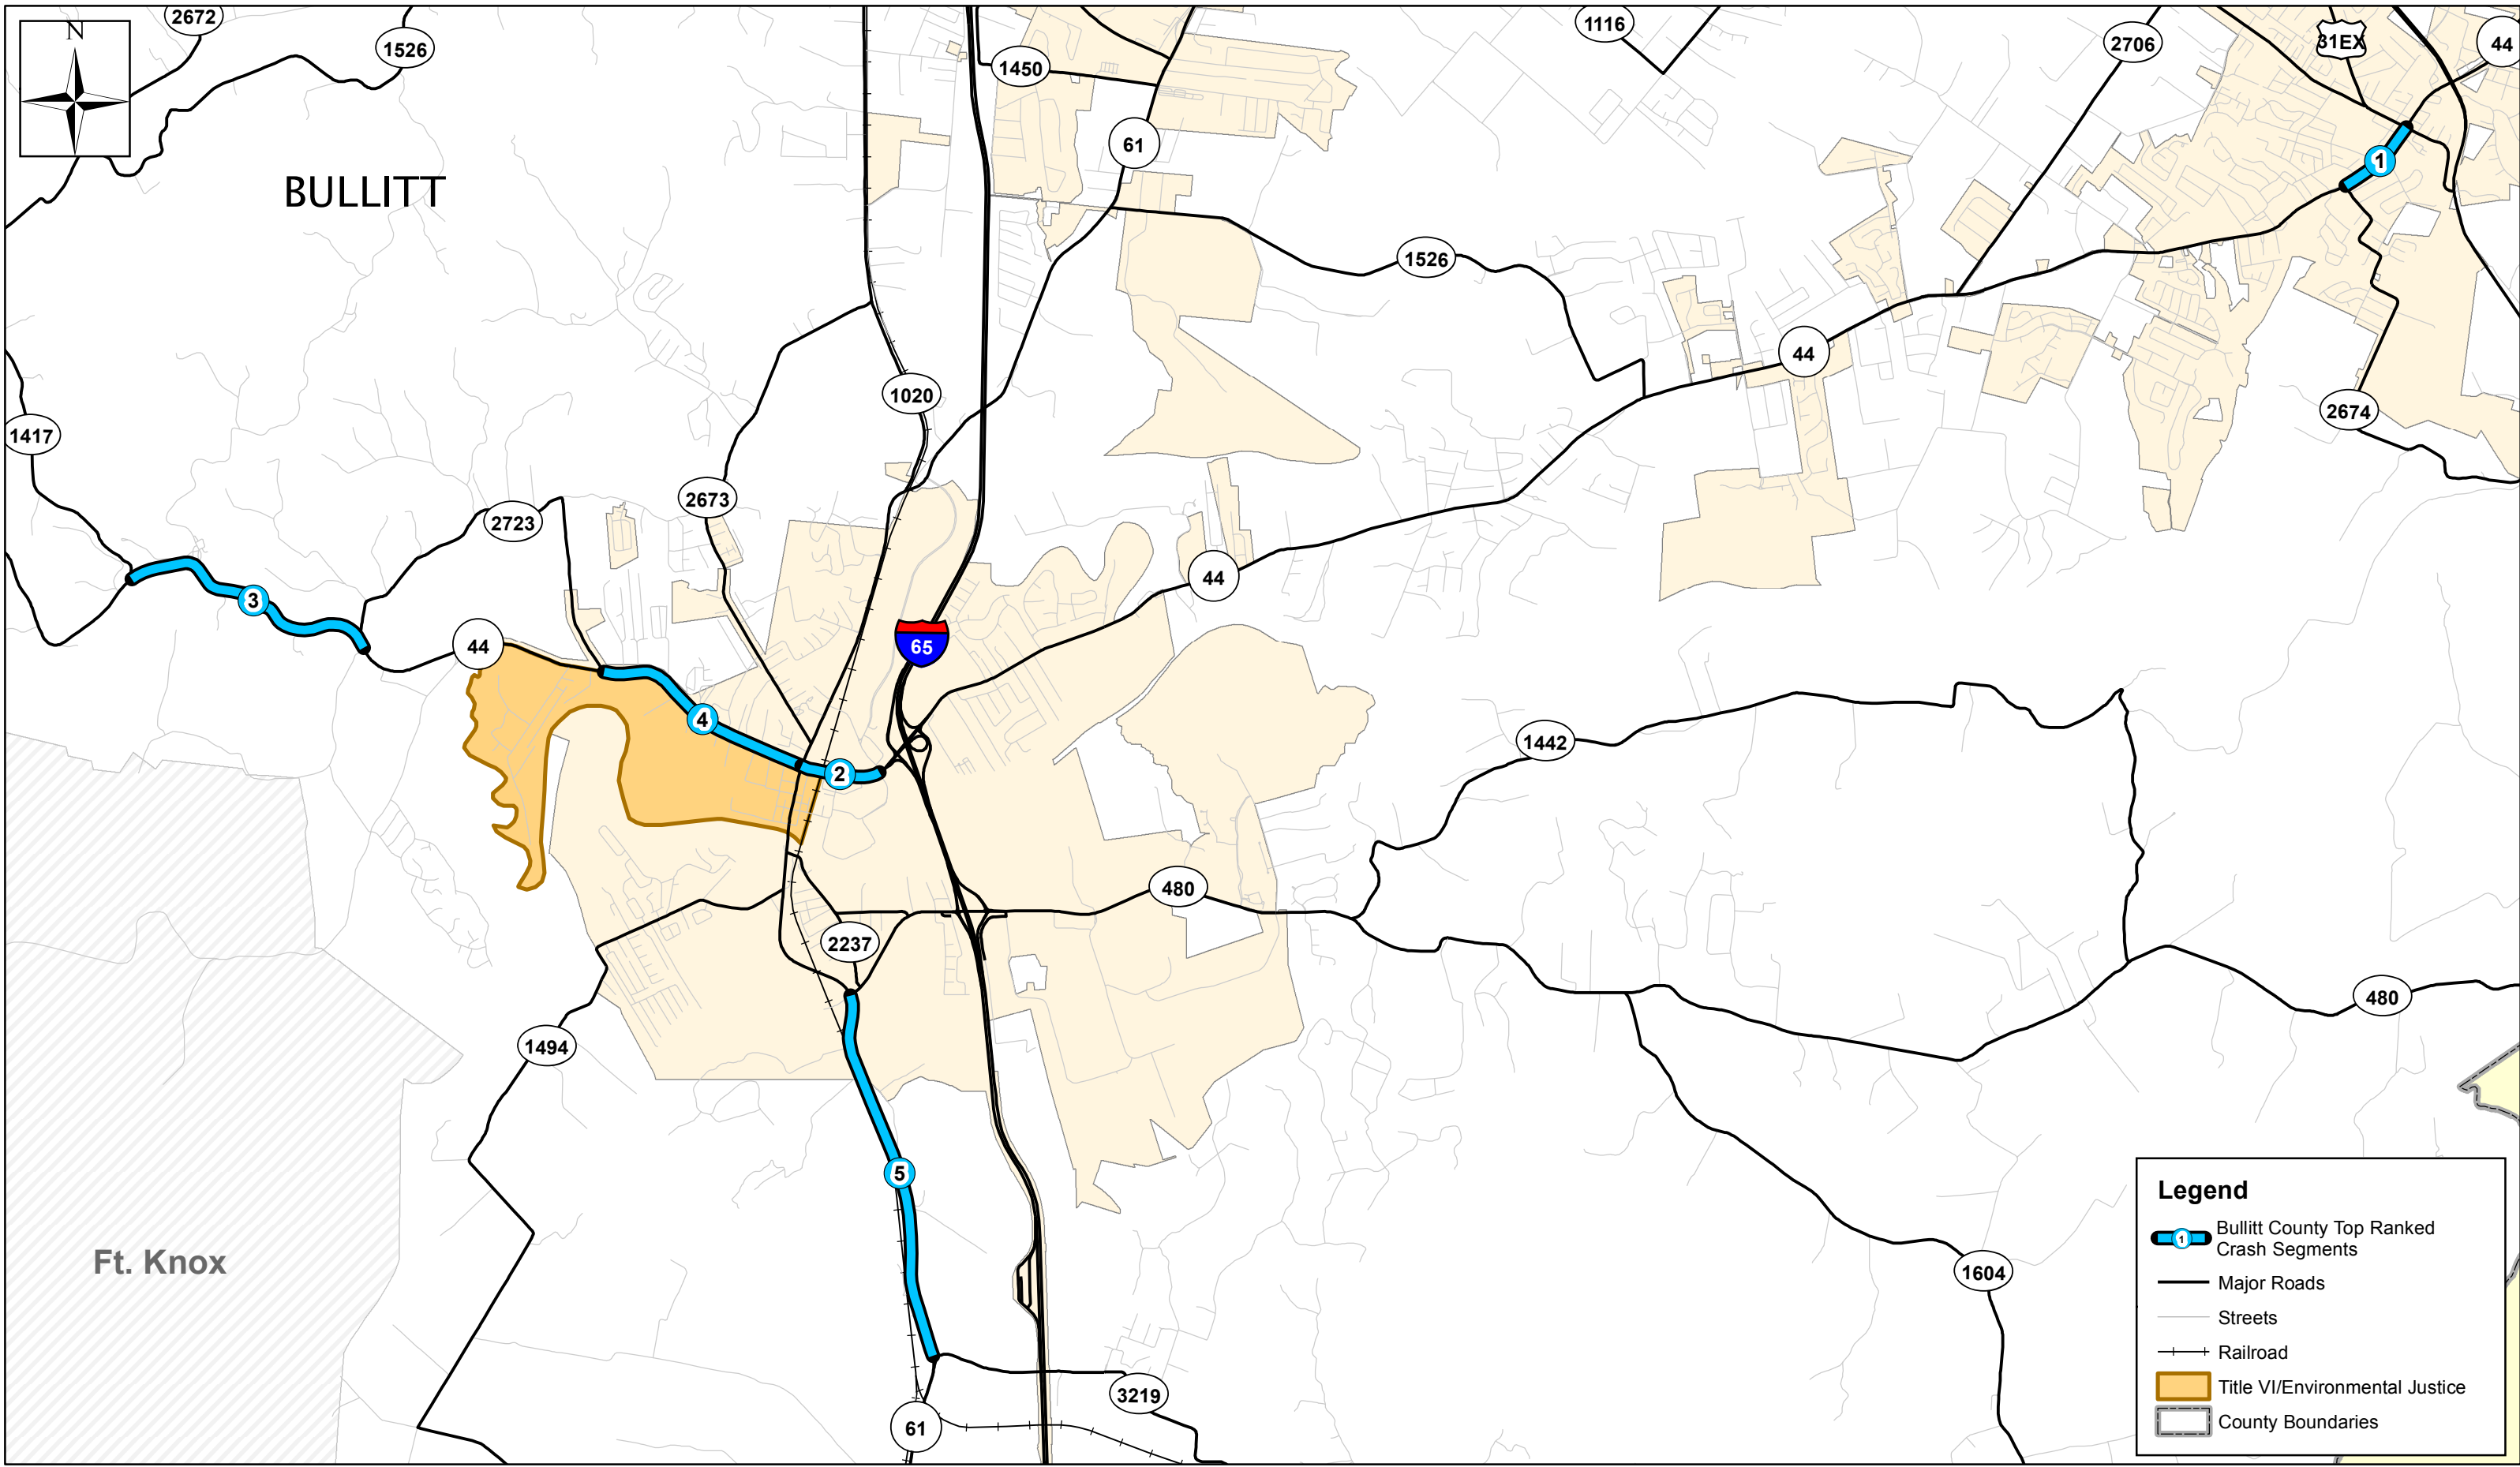 2672
N
1526
1116
31EX
2706
44
1450
61
1
BULLITT
1526
44
1020
2674
1417
2673
2723
44
3
44
65
4
1442
2
480
2237
480
1494
5
Ft. Knox
1604
3219
61
Legend
1
Bullitt County Top Ranked
Crash Segments
Major Roads
Streets
Railroad
Title VI/Environmental Justice
County Boundaries